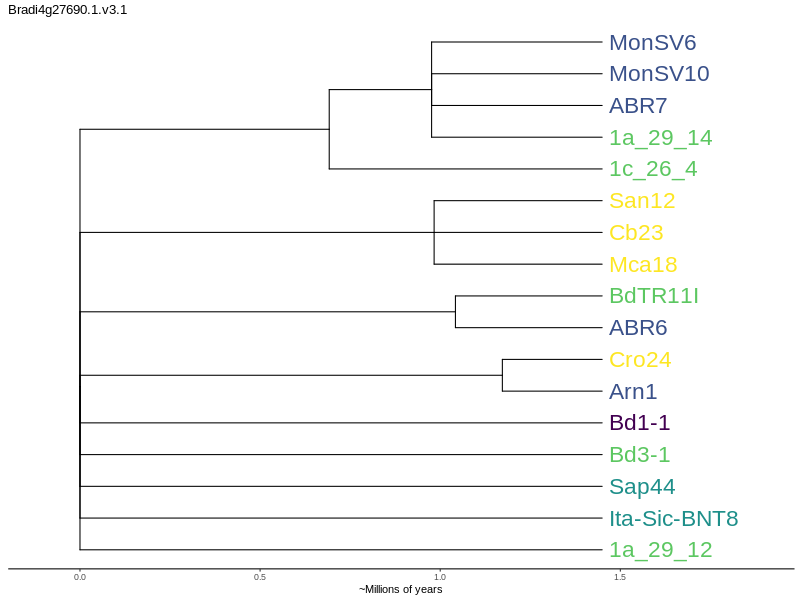 Bradi4g27690.1.v3.1
MonSV6
MonSV10
ABR7
1a_29_14
1c_26_4
San12
Cb23
Mca18
BdTR11I
ABR6
Cro24
Arn1
Bd1-1
Bd3-1
Sap44
Ita-Sic-BNT8
1a_29_12
0.0 0.5 1.0 1.5
~Millions of years